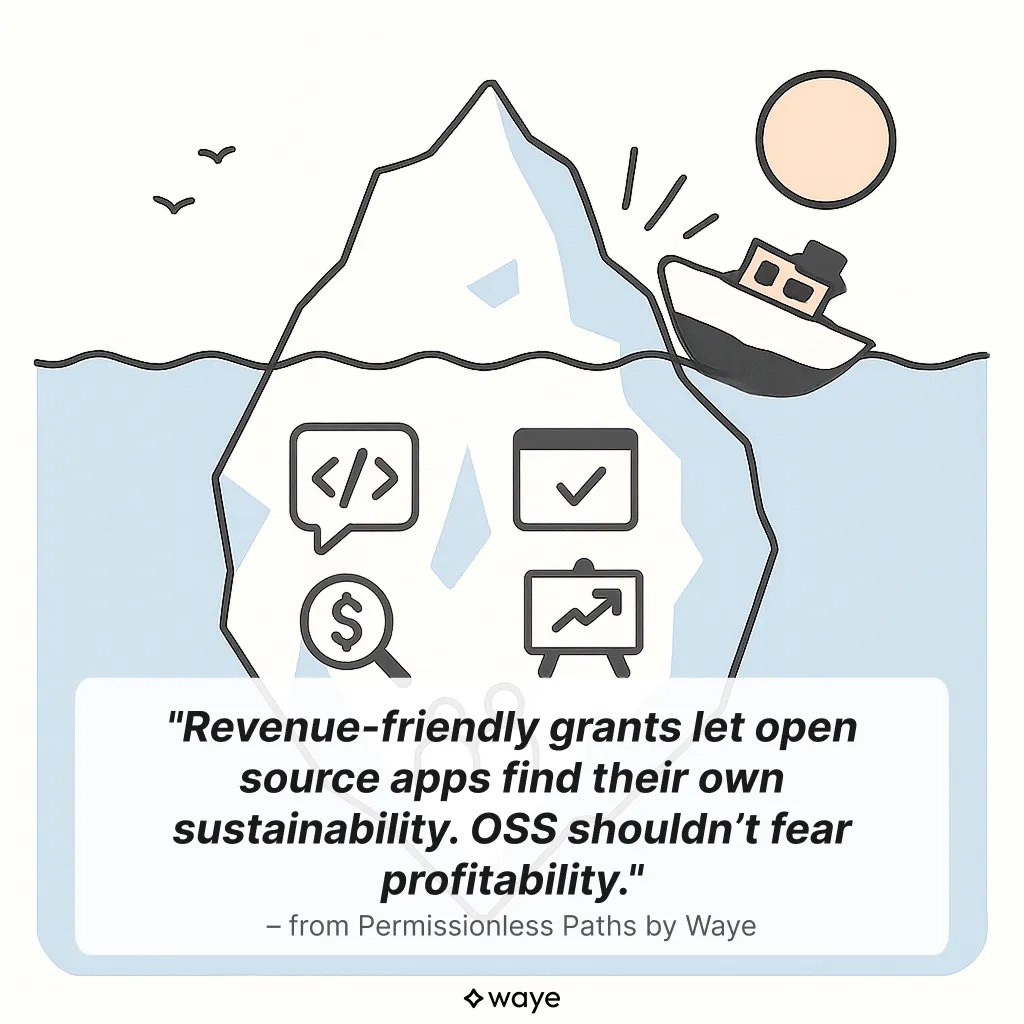 </>
$
"Revenue-friendly grants let open
source apps find their own
sustainability. OSS shouldn’t fear
profitability."
– from Permissionless Paths by Waye
waye